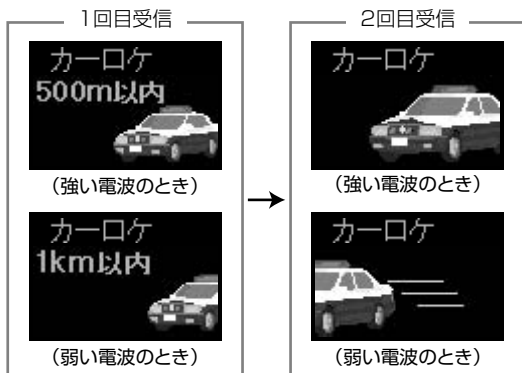 1回目受信
カーロケ
500m以内
(強い電波のとき)
カーロケ
1km以内
(弱い電波のとき)
2回目受信
カーロケ
(強い電波のとき)
カーロケ
(弱い電波のとき)